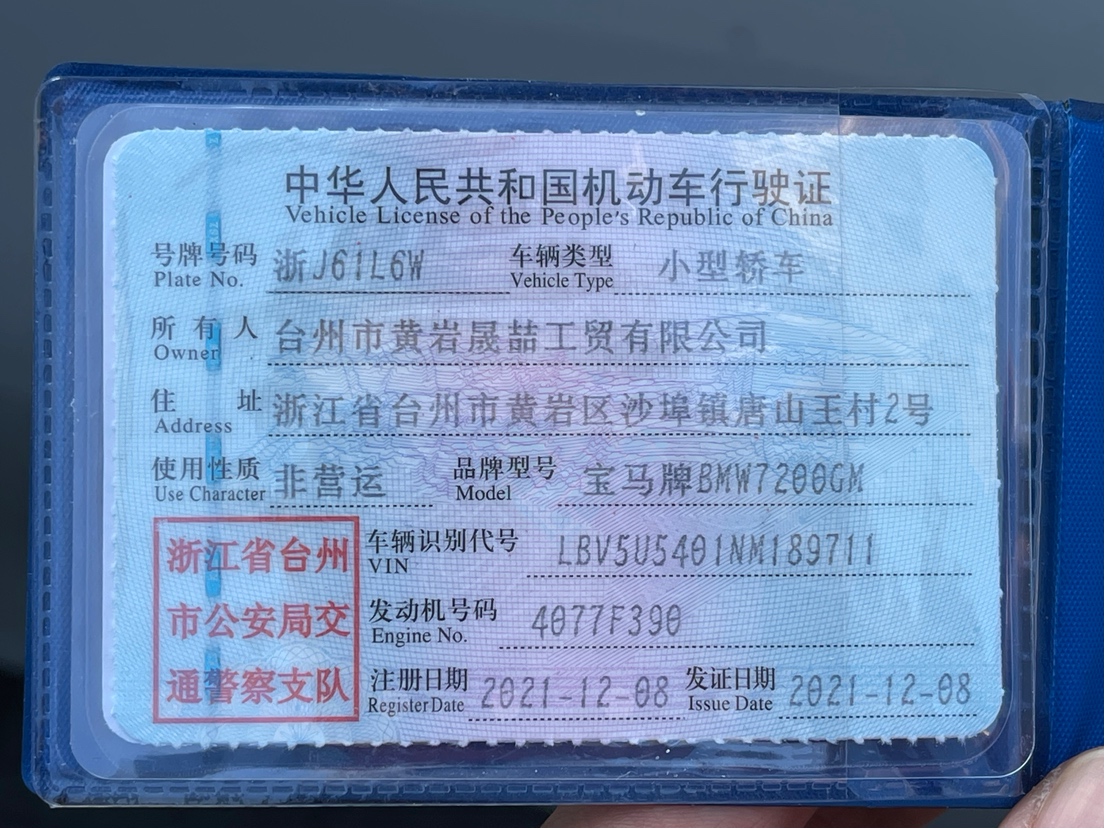 中华人民共和国机动车行驶证
Vehicle License of the People's Republic of China
号牌号码 浙J61L6W 车辆类型 小型轿车
Plate No. Vehicle Type
所有人 台州市黄岩晟喆工贸有限公司
Owner
住址 浙江省台州市黄岩区沙埠镇唐山王村2号
Address
使用性质 非营运 品牌型号 宝马牌BMW7200GM
Use Character Model
浙江省台州
市公安局交
通警察支队
车辆识别代号 LBV5U5401NM189711
VIN
发动机号码 4077F390
Engine No.
注册日期 2021-12-08 发证日期 2021-12-08
Register Date Issue Date